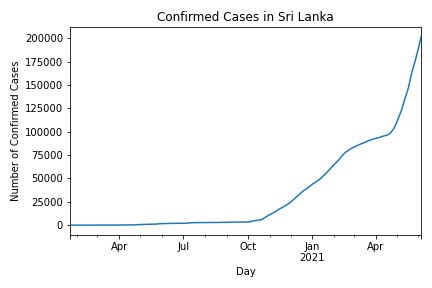 Confirmed Cases in Sri Lanka
Number of Confirmed Cases
200000
175000
150000
125000
100000
75000
50000
25000
0
Apr
Jul
Oct
Jan
2021
Apr
Day